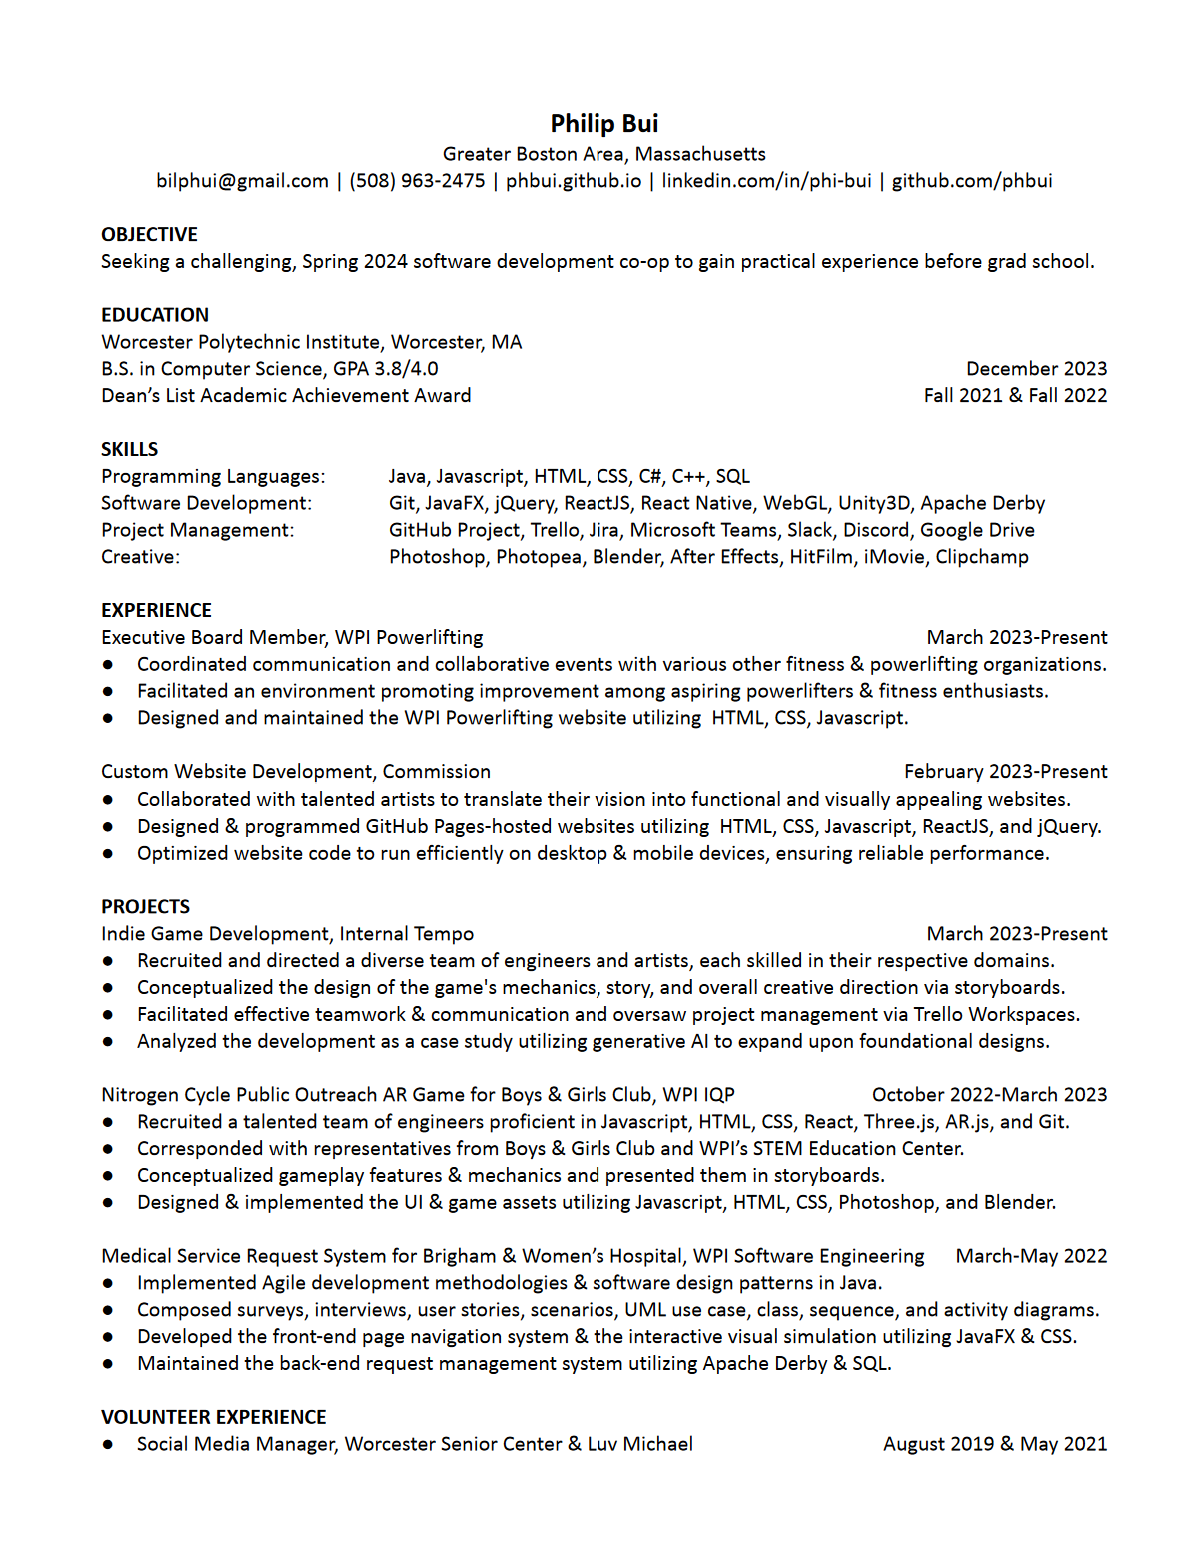 Philip Bui
Greater Boston Area, Massachusetts
bilphui@gmail.com | (508) 963-2475 | phbui.github.io | linkedin.com/in/phi-bui | github.com/phbui
OBJECTIVE
Seeking a challenging, Spring 2024 software development co-op to gain practical experience before grad school.
EDUCATION
Worcester Polytechnic Institute, Worcester, MA
B.S. in Computer Science, GPA 3.8/4.0 December 2023
Dean’s List Academic Achievement Award Fall 2021 & Fall 2022
SKILLS
Programming Languages: Java, Javascript, HTML, CSS, C#, C++, SQL
Software Development: Git, JavaFX, jQuery, ReactJS, React Native, WebGL, Unity3D, Apache Derby
Project Management: GitHub Project, Trello, Jira, Microsoft Teams, Slack, Discord, Google Drive
Creative: Photoshop, Photopea, Blender, After Effects, HitFilm, iMovie, Clipchamp
EXPERIENCE
Executive Board Member, WPI Powerlifting March 2023-Present
● Coordinated communication and collaborative events with various other fitness & powerlifting organizations.
● Facilitated an environment promoting improvement among aspiring powerlifters & fitness enthusiasts.
● Designed and maintained the WPI Powerlifting website utilizing HTML, CSS, Javascript.
Custom Website Development, Commission February 2023-Present
● Collaborated with talented artists to translate their vision into functional and visually appealing websites.
● Designed & programmed GitHub Pages-hosted websites utilizing HTML, CSS, Javascript, ReactJS, and jQuery.
● Optimized website code to run efficiently on desktop & mobile devices, ensuring reliable performance.
PROJECTS
Indie Game Development, Internal Tempo March 2023-Present
● Recruited and directed a diverse team of engineers and artists, each skilled in their respective domains.
● Conceptualized the design of the game's mechanics, story, and overall creative direction via storyboards.
● Facilitated effective teamwork & communication and oversaw project management via Trello Workspaces.
● Analyzed the development as a case study utilizing generative AI to expand upon foundational designs.
Nitrogen Cycle Public Outreach AR Game for Boys & Girls Club, WPI IQP October 2022-March 2023
● Recruited a talented team of engineers proficient in Javascript, HTML, CSS, React, Three.js, AR.js, and Git.
● Corresponded with representatives from Boys & Girls Club and WPI’s STEM Education Center.
● Conceptualized gameplay features & mechanics and presented them in storyboards.
● Designed & implemented the UI & game assets utilizing Javascript, HTML, CSS, Photoshop, and Blender.
Medical Service Request System for Brigham & Women’s Hospital, WPI Software Engineering March-May 2022
● Implemented Agile development methodologies & software design patterns in Java.
● Composed surveys, interviews, user stories, scenarios, UML use case, class, sequence, and activity diagrams.
● Developed the front-end page navigation system & the interactive visual simulation utilizing JavaFX & CSS.
● Maintained the back-end request management system utilizing Apache Derby & SQL.
VOLUNTEER EXPERIENCE
● Social Media Manager, Worcester Senior Center & Luv Michael August 2019 & May 2021